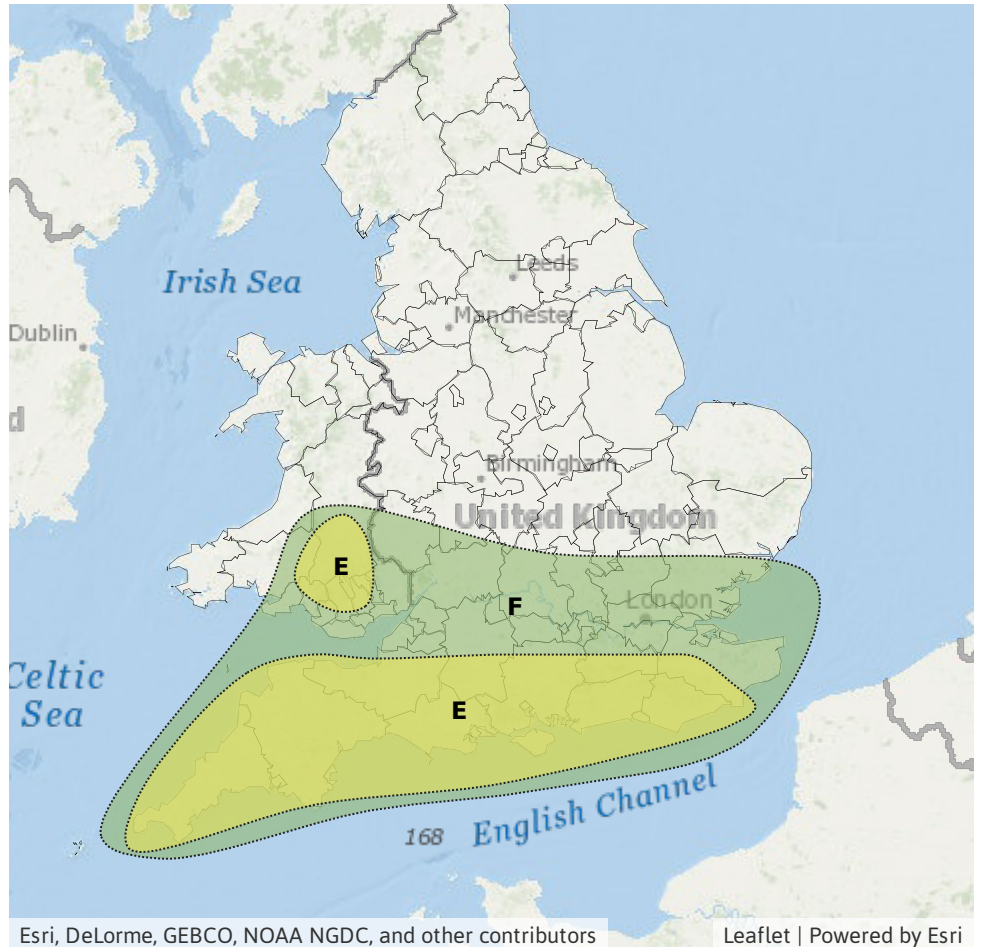 Leeds
Irish Sea
Manchester
Dublin
d
Birmingham
United Kingdom
E
F
London
Celtic
Sea
E
English Channel
168
Esri, DeLorme, GEBCO, NOAA NGDC, and other contributors
Leaflet | Powered by Esri